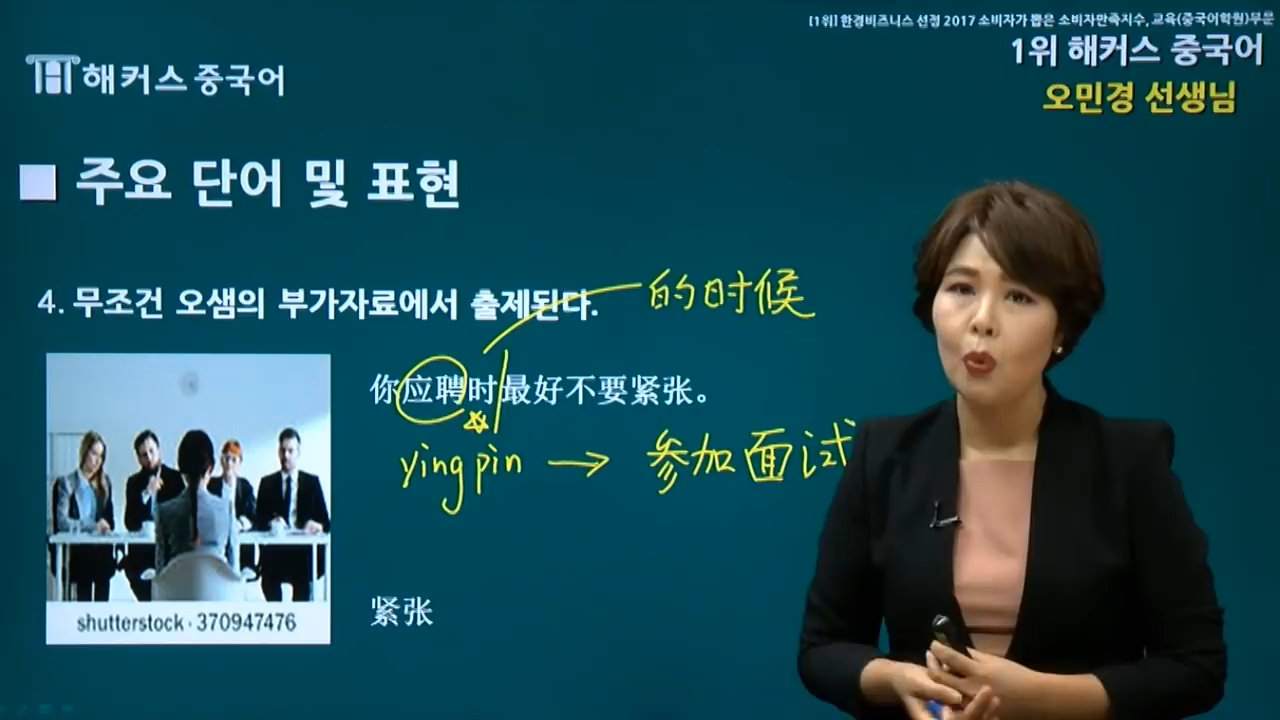 [1위] 한경비즈니스 선정 2017 소비자가 뽑은 소비자만족지수, 교육(중국어학원)부문
1위 해커스 중국어
오민경 선생님
해커스 중국어
주요 단어 및 표현
4. 무조건 오샘의 부가자료에서 출제된다.
的时候
你应聘时最好不要紧张。
yingpin → 参加面试
shutterstock · 370947476
紧张